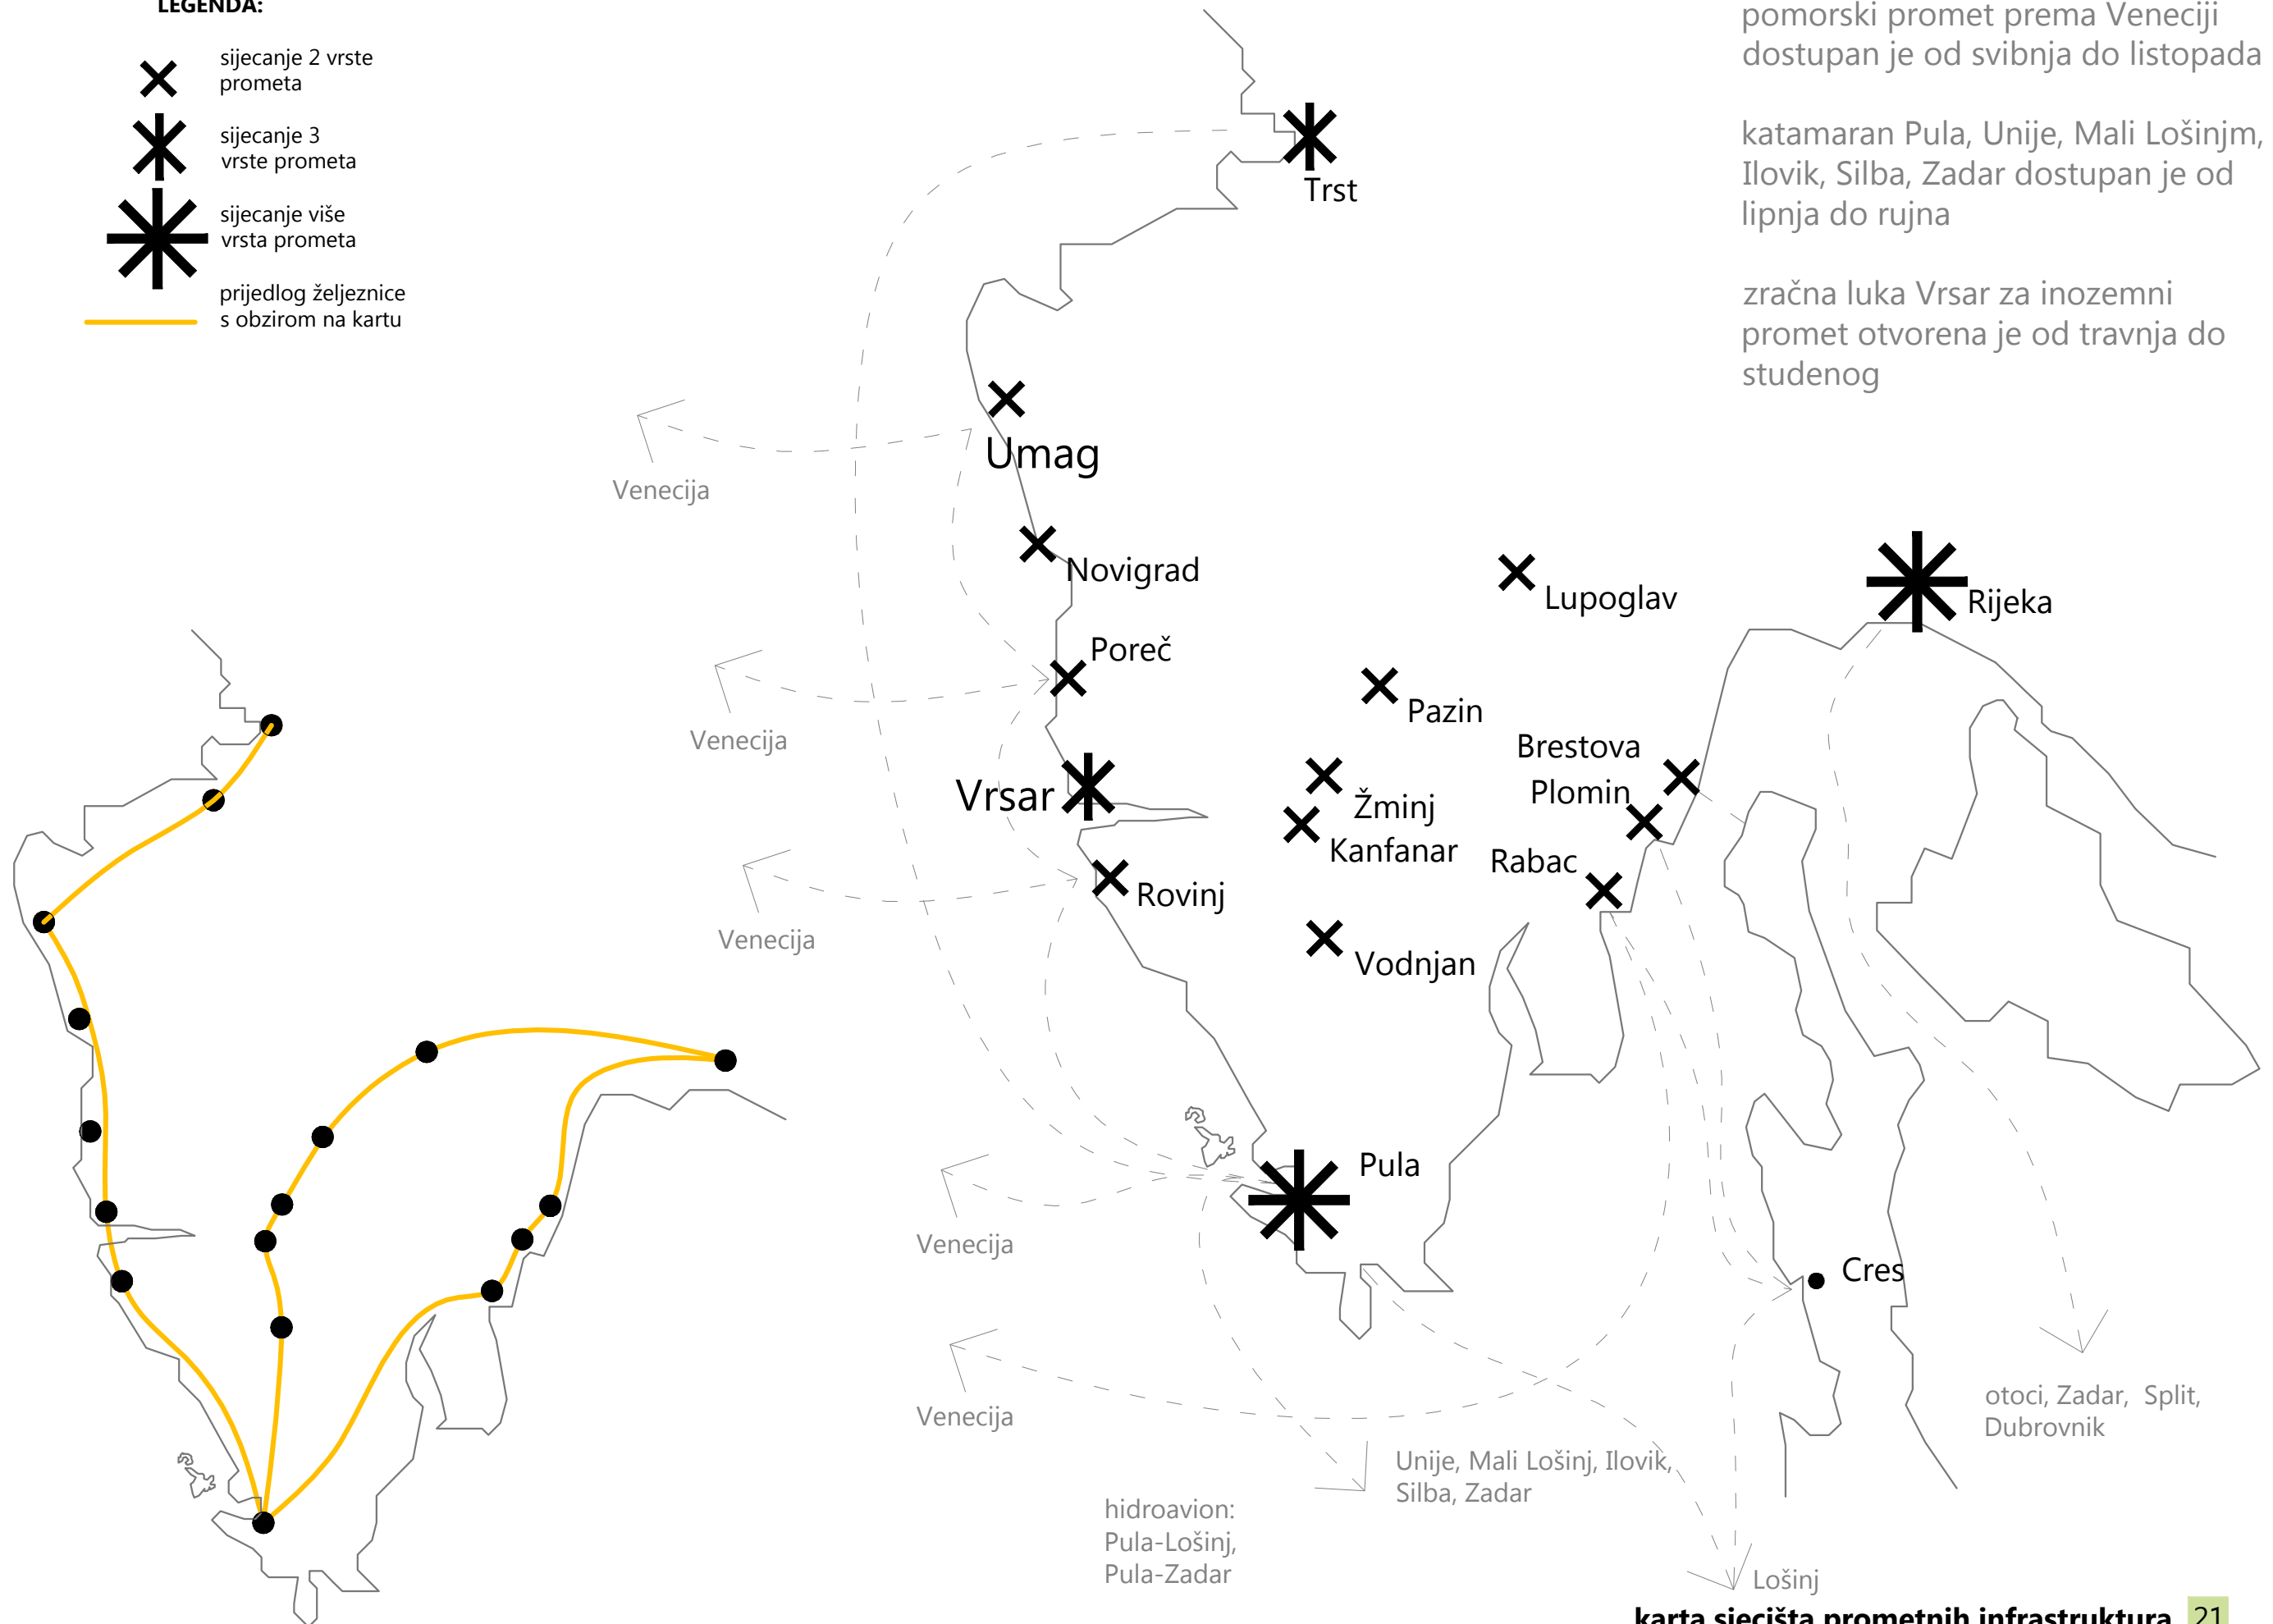 LEGENDA:
sijecanje 2 vrste
prometa
sijecanje 3
vrste prometa
sijecanje više
vrsta prometa
prijedlog željeznice
s obzirom na kartu
pomorski promet prema Veneciji
dostupan je od svibnja do listopada
katamaran Pula, Unije, Mali Lošinjm,
Ilovik, Silba, Zadar dostupan je od
lipnja do rujna
zračna luka Vrsar za inozemni
promet otvorena je od travnja do
studenog
Trst
Umag
Venecija
Novigrad
Lupoglav
Rijeka
Poreč
Pazin
Venecija
Brestova
Vrsar
Plomin
Žminj
Kanfanar
Rabac
Rovinj
Venecija
Vodnjan
Pula
Venecija
Cres
Venecija
otoci, Zadar,  Split,
Dubrovnik
Unije, Mali Lošinj, Ilovik,
Silba, Zadar
hidroavion:
Pula-Lošinj,
Pula-Zadar
Lošinj
karta sjecišta prometnih infrastruktura 21